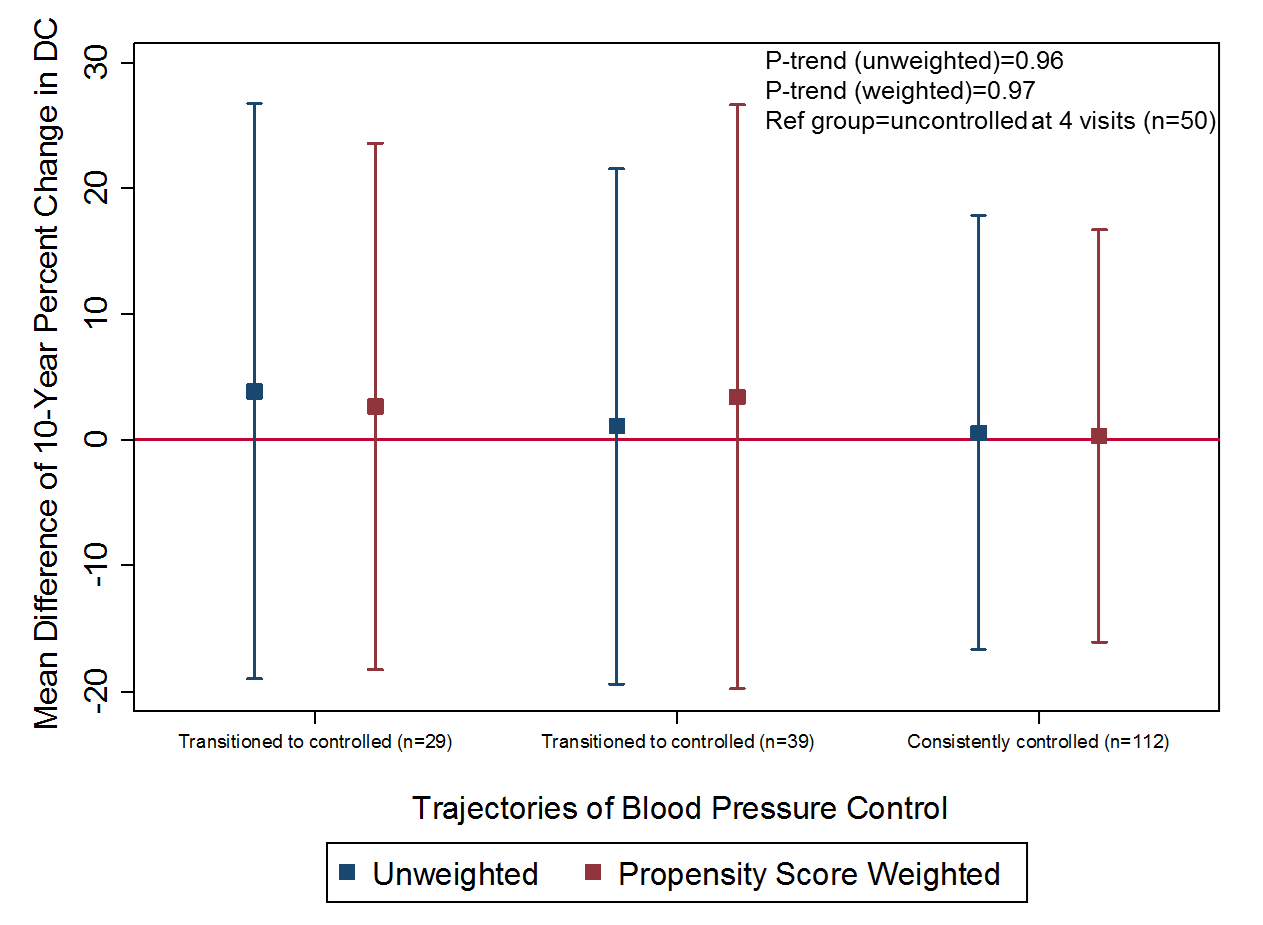 Mean Difference of 10-Year Percent Change in DC
30
20
10
0
-10
-20
P-trend (unweighted)=0.96
P-trend (weighted)=0.97
Ref group=uncontrolled at 4 visits (n=50)
Transitioned to controlled (n=29)
Transitioned to controlled (n=39)
Consistently controlled (n=112)
Trajectories of Blood Pressure Control
Unweighted
Propensity Score Weighted